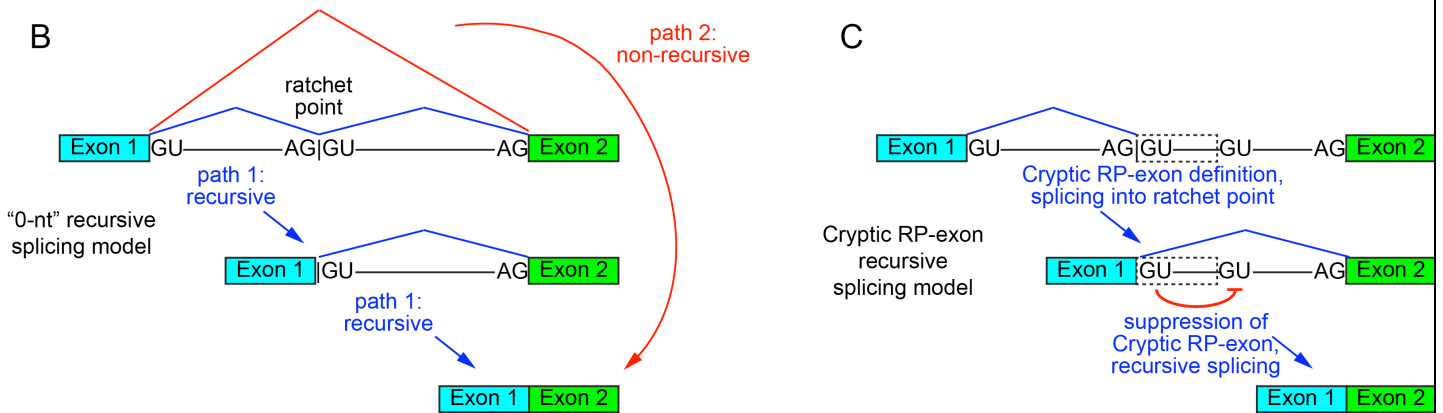 B
path 2:
non-recursive
ratchet
point
Exon 1 GU AG|GU AG Exon 2
path 1:
recursive
“0-nt” recursive
splicing model
Exon 1 |GU AG Exon 2
path 1:
recursive
Exon 1 Exon 2
C
Exon 1 GU AG|GU GU AG Exon 2
Cryptic RP-exon definition,
splicing into ratchet point
Cryptic RP-exon
recursive
splicing model
Exon 1 GU GU AG Exon 2
suppression of
Cryptic RP-exon,
recursive splicing
Exon 1 Exon 2